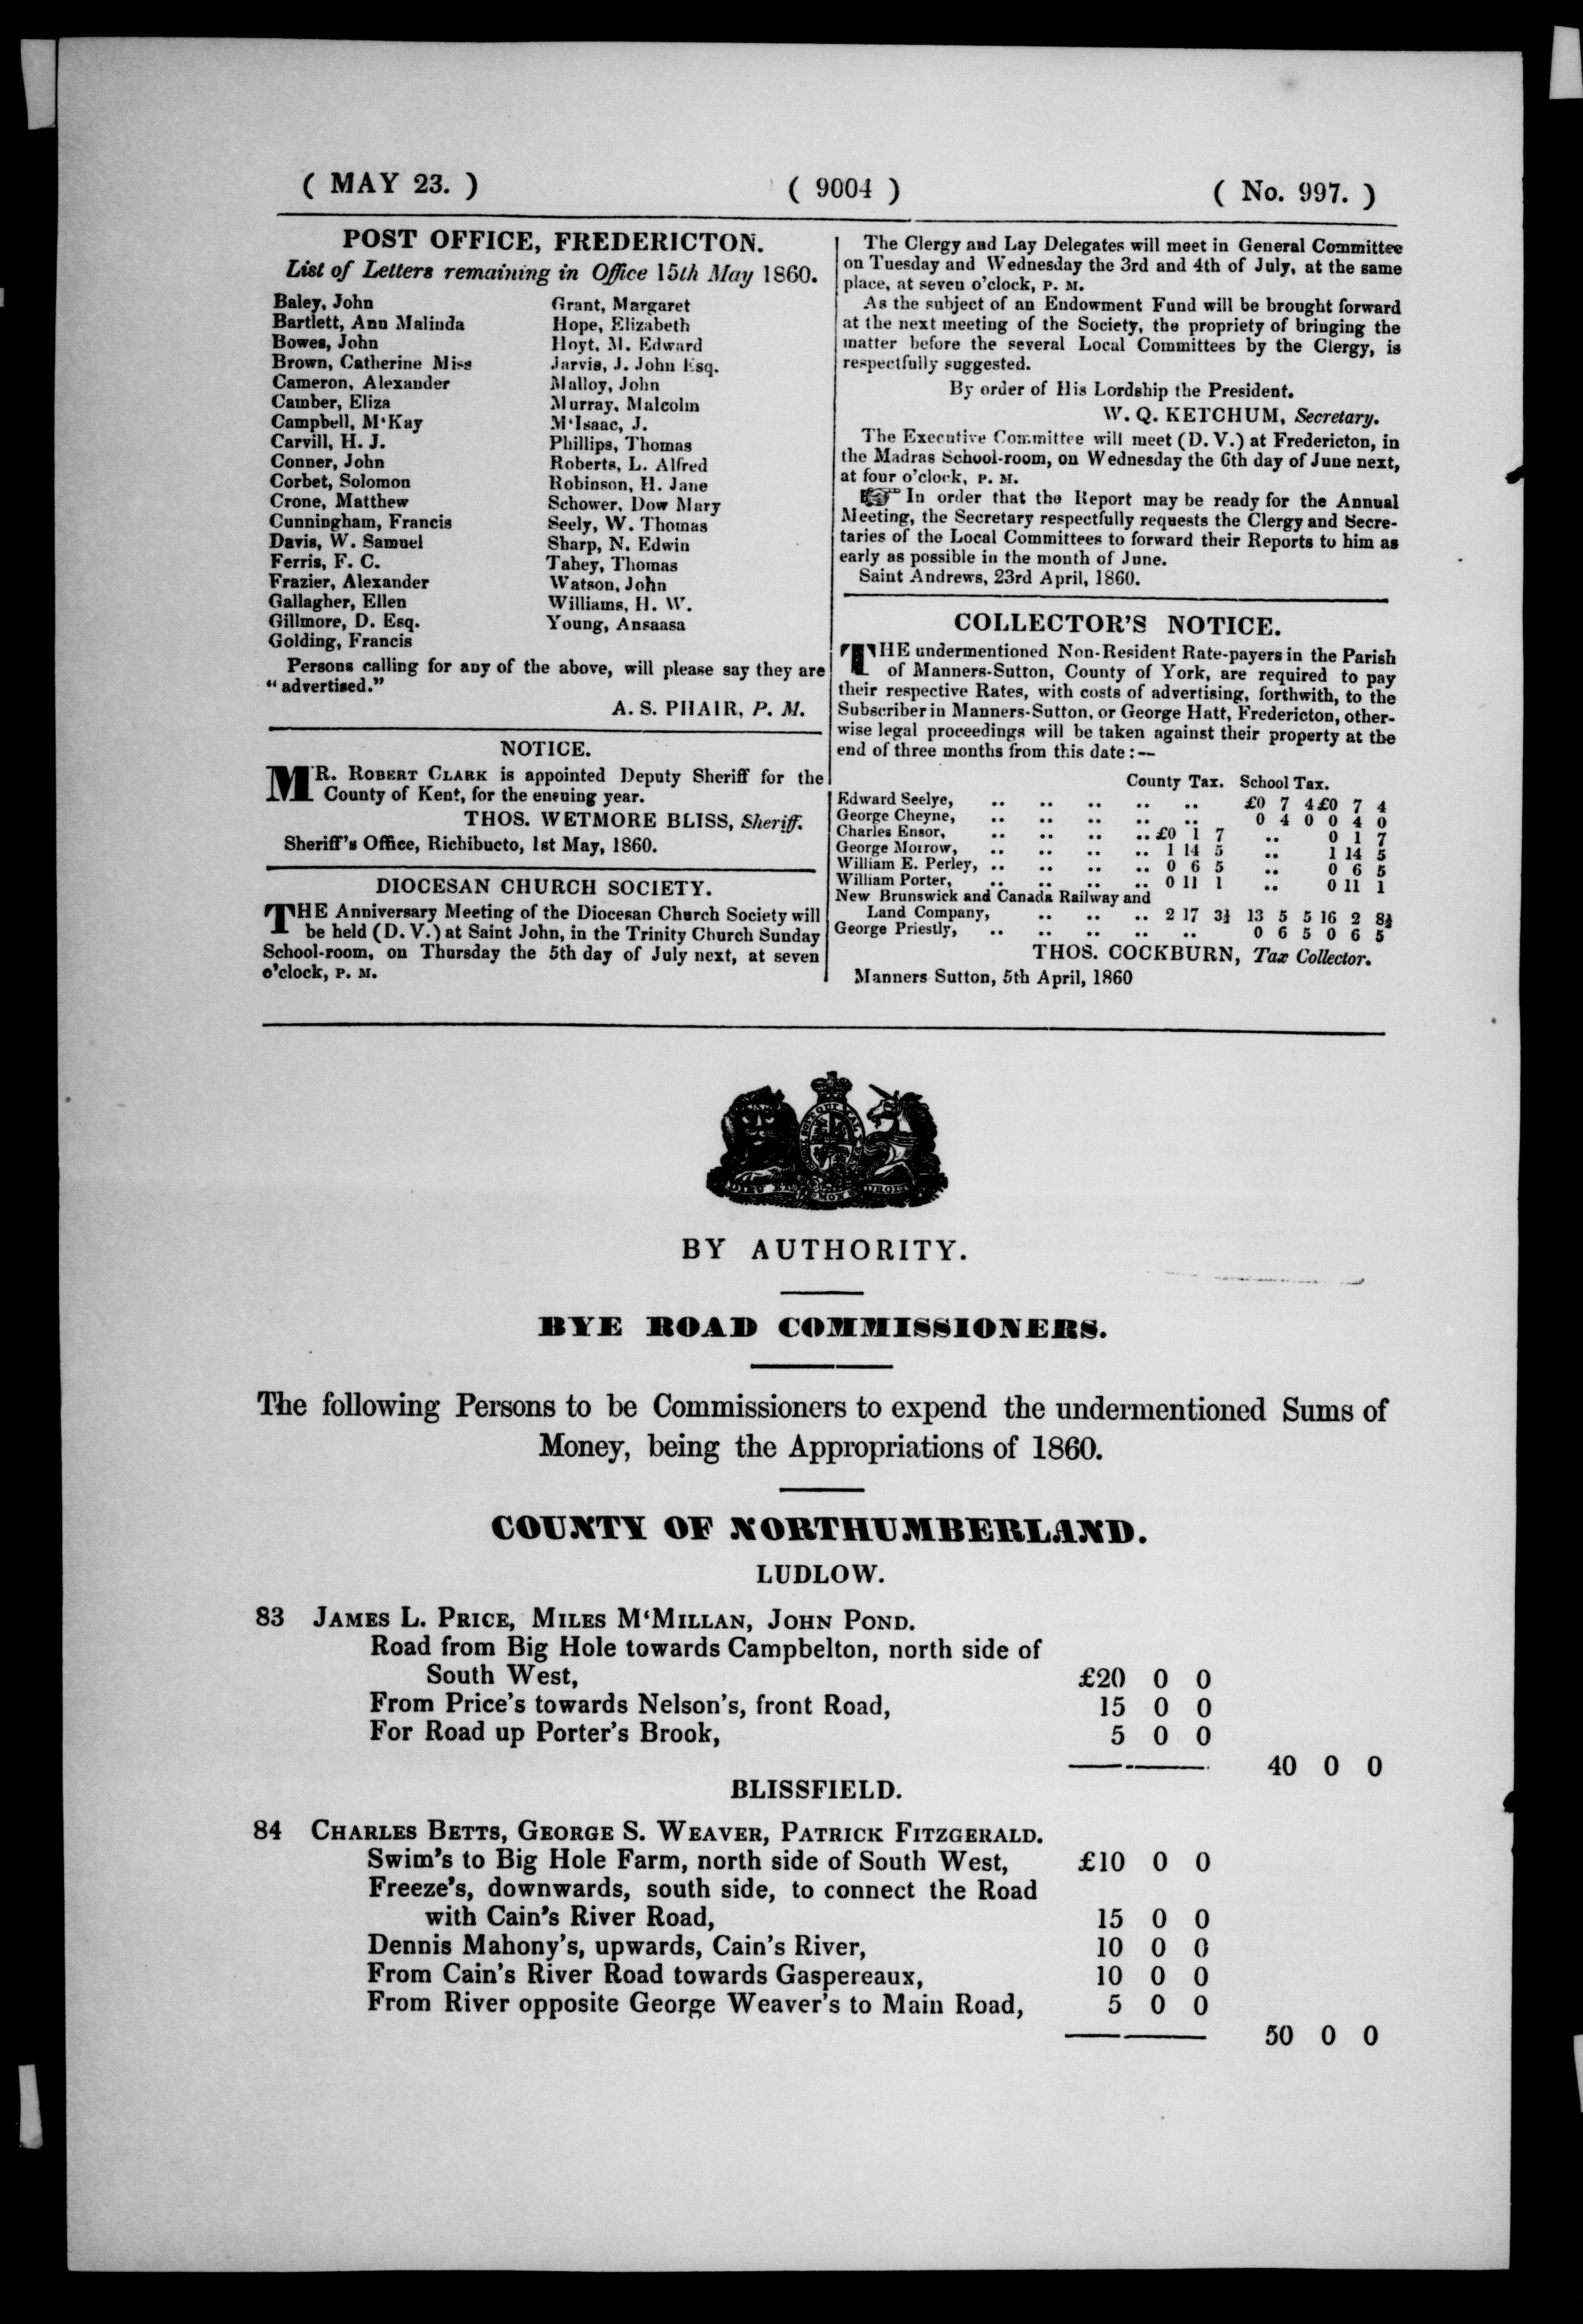 ( MAY 23. ) ( 9004 ) ( No. 997. )
POST OFFICE, FREDERICTON.
List of Letters remaining in Office 15th May 1860.
Baley, John
Bartlett, Ann Malinda
Bowes, John
Brown, Catherine Miss
Cameron, Alexander
Camber, Eliza
Campbell, M'Kay
Carvill, H. J.
Conner, John
Corbet, Solomon
Crone, Matthew
Cunningham, Francis
Davis, W. Samuel
Ferris, F. C.
Frazier, Alexander
Gallagher, Ellen
Gillmore, D. Esq.
Golding, Francis
Grant, Margaret
Hope, Elizabeth
Hoyt, M. Edward
Jarvis, J. John Esq.
Malloy, John
Murray, Malcolm
M'Isaac, J.
Phillips, Thomas
Roberts, L. Alfred
Robinson, H. Jane
Schower, Dow Mary
Seely, W. Thomas
Sharp, N. Edwin
Tahey, Thomas
Watson, John
Williams, H. W.
Young, Ansaasa
Persons calling for any of the above, will please say they are
"advertised."
A. S. PHAIR, P. M.
NOTICE.
MR. ROBERT CLARK is appointed Deputy Sheriff for the
County of Kent, for the ensuing year.
THOS. WETMORE BLISS, Sheriff.
Sheriff's Office, Richibucto, 1st May, 1860.
DIOCESAN CHURCH SOCIETY.
THE Anniversary Meeting of the Diocesan Church Society will
be held (D. V.) at Saint John, in the Trinity Church Sunday
School-room, on Thursday the 5th day of July next, at seven
o'clock, P. M.
The Clergy and Lay Delegates will meet in General Committee
on Tuesday and Wednesday the 3rd and 4th of July, at the same
place, at seven o'clock, P. M.
As the subject of an Endowment Fund will be brought forward
at the next meeting of the Society, the propriety of bringing the
matter before the several Local Committees by the Clergy, is
respectfully suggested.
By order of His Lordship the President.
W. Q. KETCHUM, Secretary.
The Executive Committee will meet (D. V.) at Fredericton, in
the Madras School-room, on Wednesday the 6th day of June next,
at four o'clock, P. M.
☞ In order that the Report may be ready for the Annual
Meeting, the Secretary respectfully requests the Clergy and Secre-
taries of the Local Committees to forward their Reports to him as
early as possible in the month of June.
Saint Andrews, 23rd April, 1860.
COLLECTOR'S NOTICE.
THE undermentioned Non-Resident Rate-payers in the Parish
of Manners-Sutton, County of York, are required to pay
their respective Rates, with costs of advertising, forthwith, to the
Subscriber in Manners-Sutton, or George Hatt, Fredericton, other-
wise legal proceedings will be taken against their property at the
end of three months from this date:—
County Tax. School Tax.
Edward Seelye, .. .. .. .. .. £0 7 4 £0 7 4
George Cheyne, .. .. .. .. .. 0 4 0 0 4 0
Charles Ensor, .. .. .. .. £0 1 7 .. 0 1 7
George Morrow, .. .. .. .. 1 14 5 .. 1 14 5
William E. Perley, .. .. .. .. 0 6 5 .. 0 6 5
William Porter, .. .. .. .. 0 11 1 .. 0 11 1
New Brunswick and Canada Railway and
Land Company, .. .. .. 2 17 3½ 13 5 5 16 2 8½
George Priestly, .. .. .. .. .. 0 6 5 0 6 5
THOS. COCKBURN, Tax Collector.
Manners Sutton, 5th April, 1860
DIEU ET MON DROIT
BY AUTHORITY.
BYE ROAD COMMISSIONERS.
The following Persons to be Commissioners to expend the undermentioned Sums of
Money, being the Appropriations of 1860.
COUNTY OF NORTHUMBERLAND.
LUDLOW.
83 JAMES L. PRICE, MILES M'MILLAN, JOHN POND.
Road from Big Hole towards Campbelton, north side of
South West, £20 0 0
From Price's towards Nelson's, front Road, 15 0 0
For Road up Porter's Brook, 5 0 0
40 0 0
BLISSFIELD.
84 CHARLES BETTS, GEORGE S. WEAVER, PATRICK FITZGERALD.
Swim's to Big Hole Farm, north side of South West, £10 0 0
Freeze's, downwards, south side, to connect the Road
with Cain's River Road, 15 0 0
Dennis Mahony's, upwards, Cain's River, 10 0 0
From Cain's River Road towards Gaspereaux, 10 0 0
From River opposite George Weaver's to Main Road, 5 0 0
50 0 0